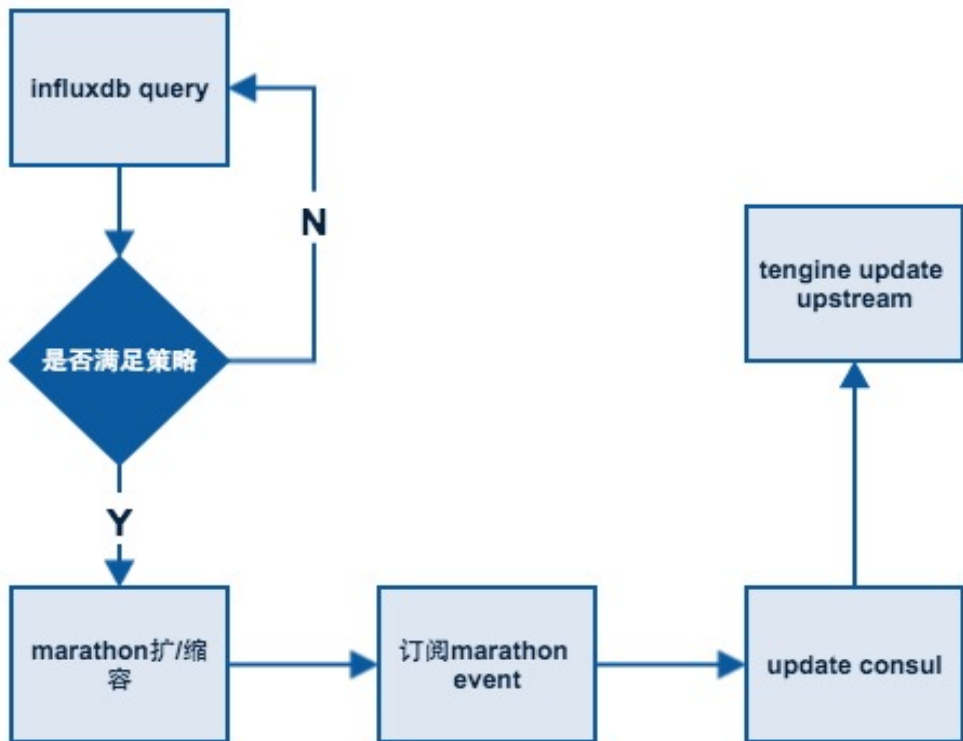 influxdb query
N
是否满足策略
Y
marathon扩/缩
容
订阅marathon
event
update consul
tengine update
upstream